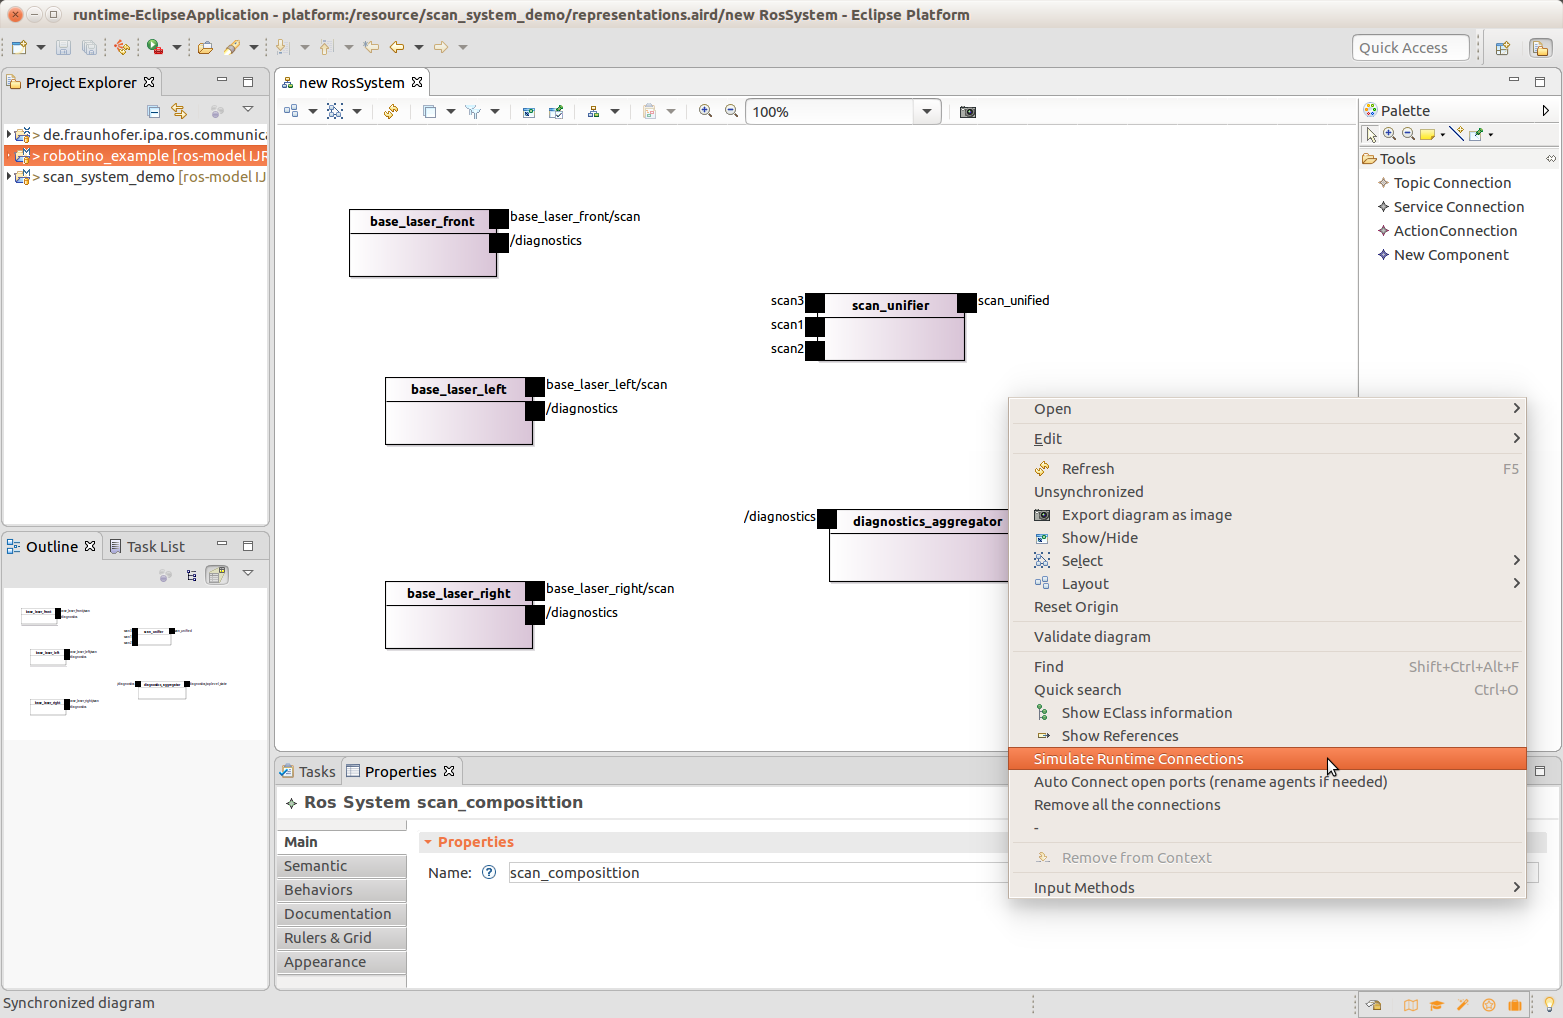 runtime-EclipseApplication - platform:/resource/scan_system_demo/representations.aird/new RosSystem - Eclipse Platform
Quick Access
Project Explorer
> de.fraunhofer.ipa.ros.communica
> robotino_example [ros-model IJR
> scan_system_demo [ros-model IJ
new RosSystem
100%
base_laser_front
base_laser_front/scan
/diagnostics
scan3
scan1
scan2
scan_unifier
scan_unified
base_laser_left
base_laser_left/scan
/diagnostics
/diagnostics
diagnostics_aggregator
base_laser_right
base_laser_right/scan
/diagnostics
Palette
Tools
Topic Connection
Service Connection
ActionConnection
New Component
Open
Edit
Refresh F5
Unsynchronized
Export diagram as image
Show/Hide
Select
Layout
Reset Origin
Validate diagram
Find Shift+Ctrl+Alt+F
Quick search Ctrl+O
Show EClass information
Show References
Simulate Runtime Connections
Auto Connect open ports (rename agents if needed)
Remove all the connections
-
Remove from Context
Input Methods
Outline
Task List
Tasks
Properties
Ros System scan_composittion
Main
Semantic
Behaviors
Documentation
Rulers & Grid
Appearance
Properties
Name:
scan_composittion
Synchronized diagram